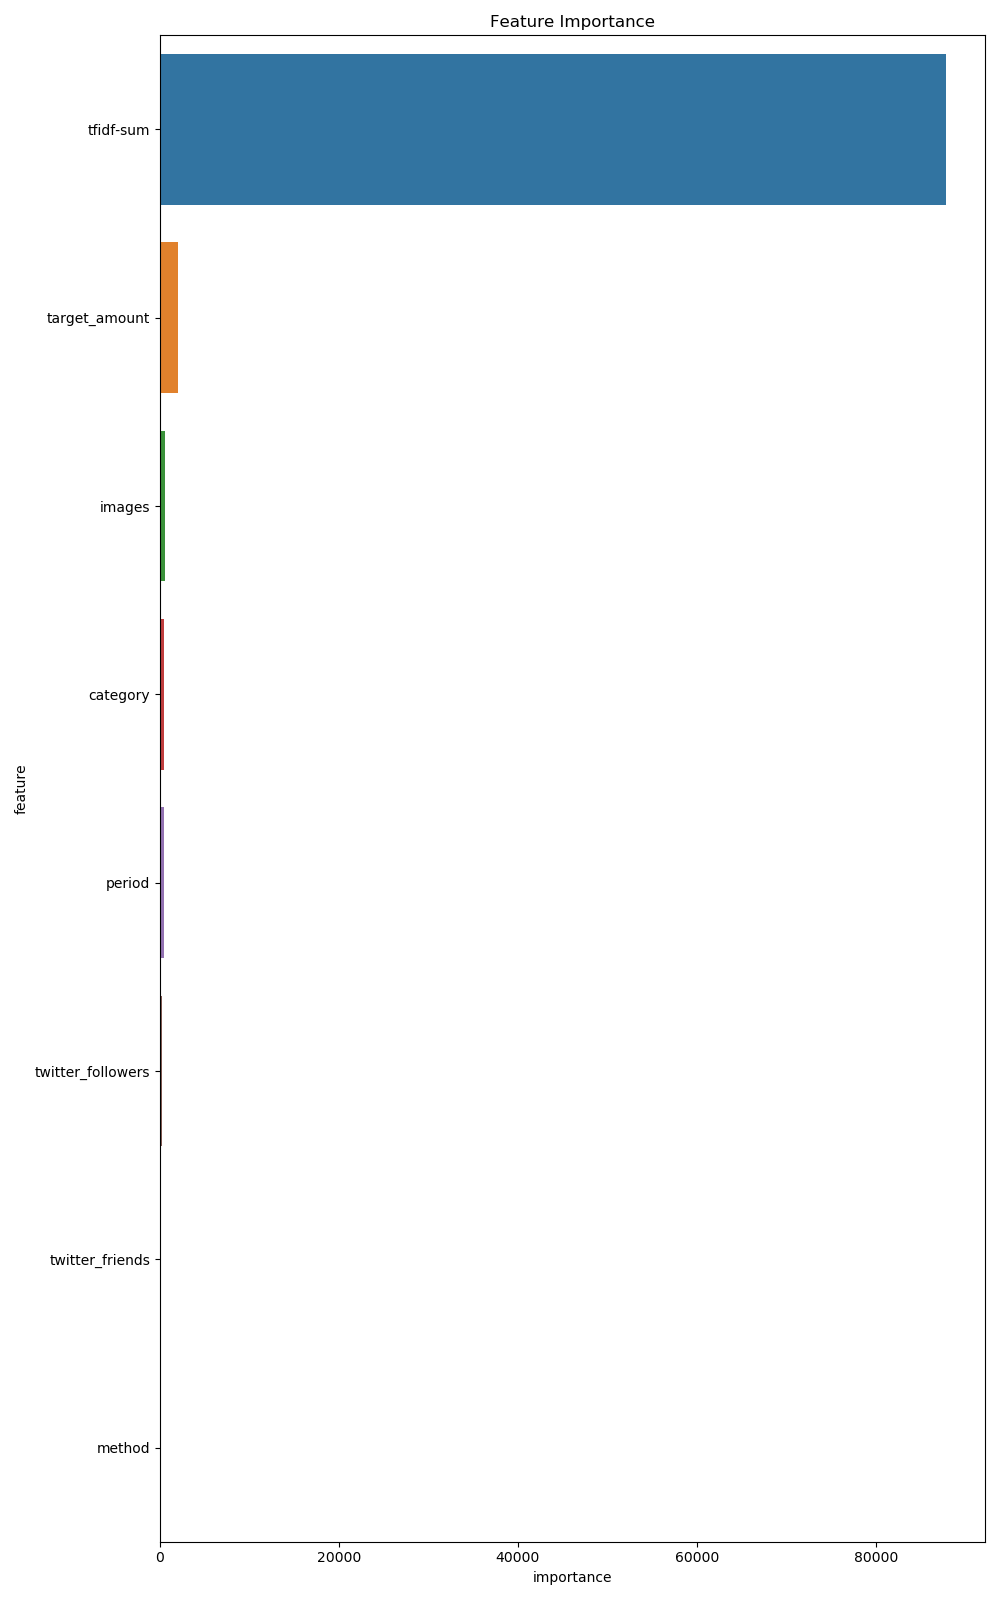 Feature Importance
tfidf-sum
target_amount
images
category
period
twitter_followers
twitter_friends
method
feature
0 20000 40000 60000 80000
importance